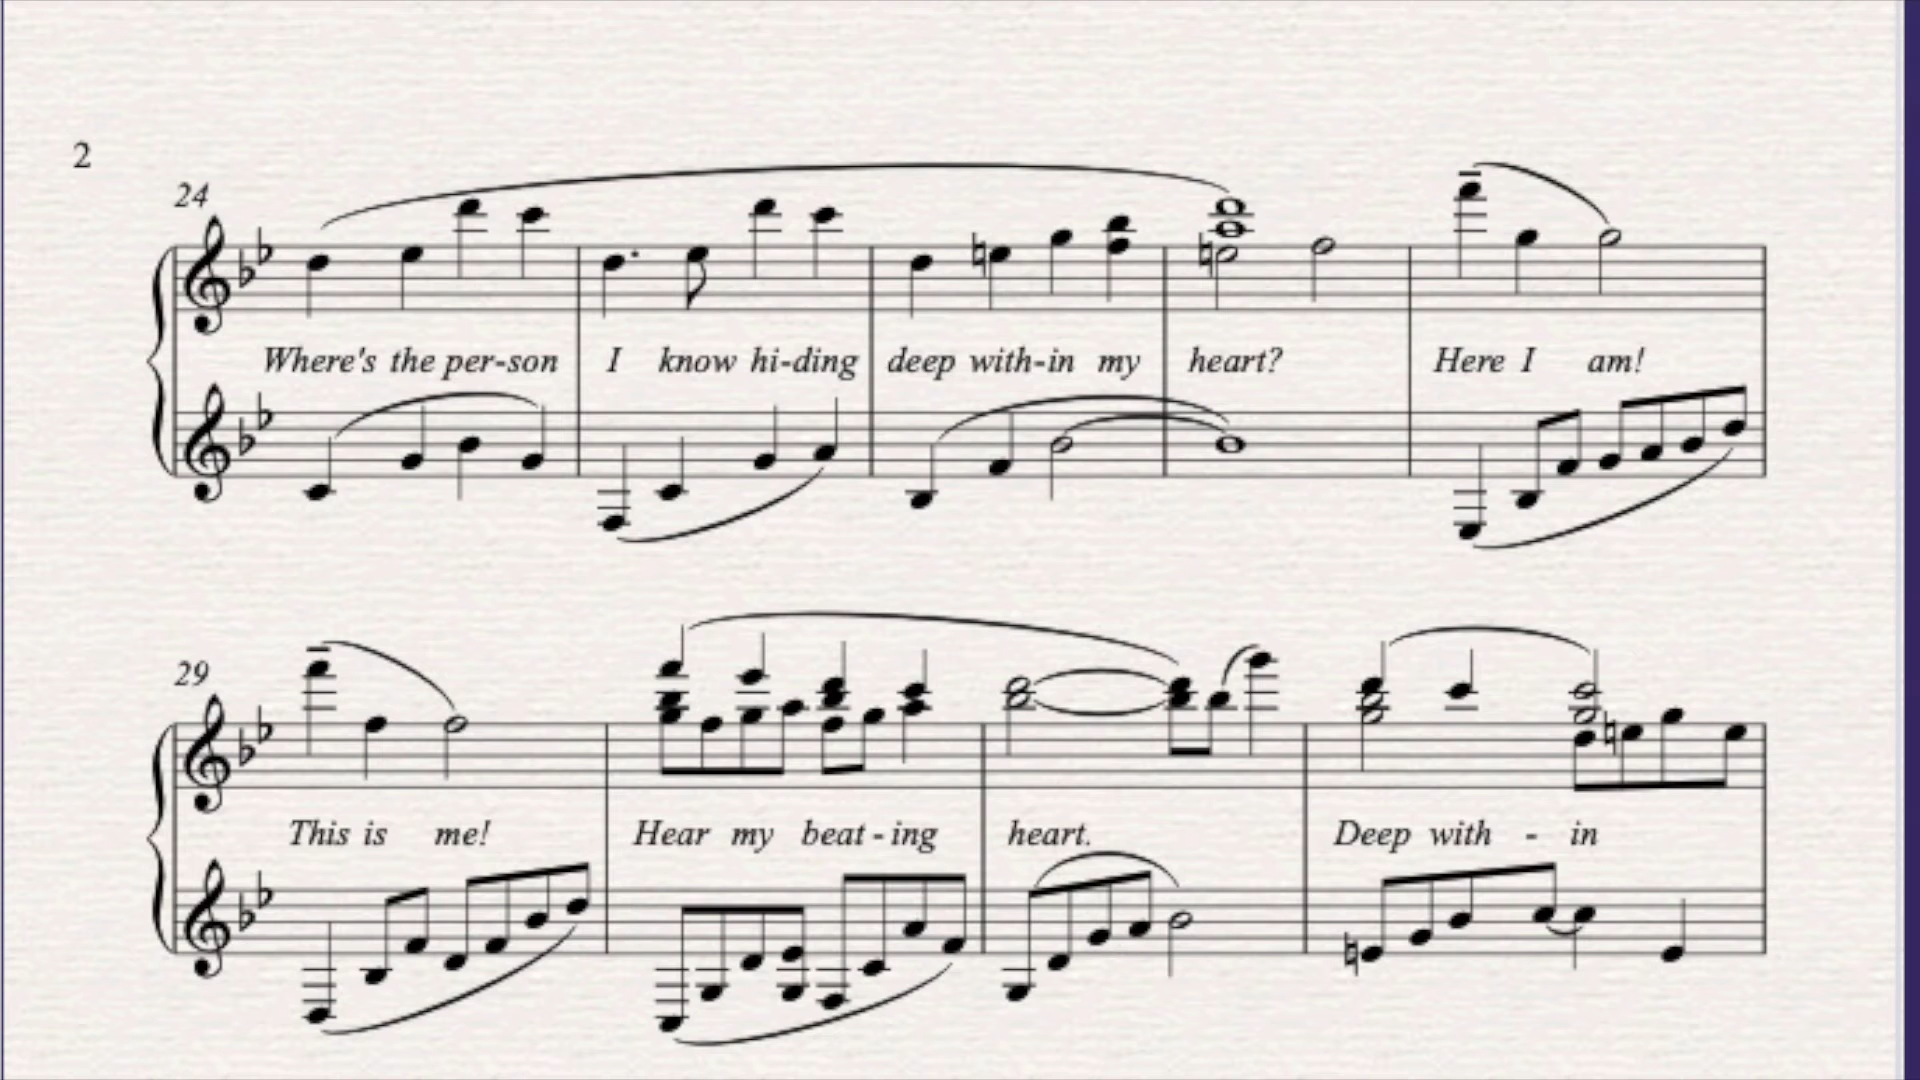 2
24
Where's the per-son I know hi-ding deep with-in my heart? Here I am!
29
This is me! Hear my beat-ing heart. Deep with - in